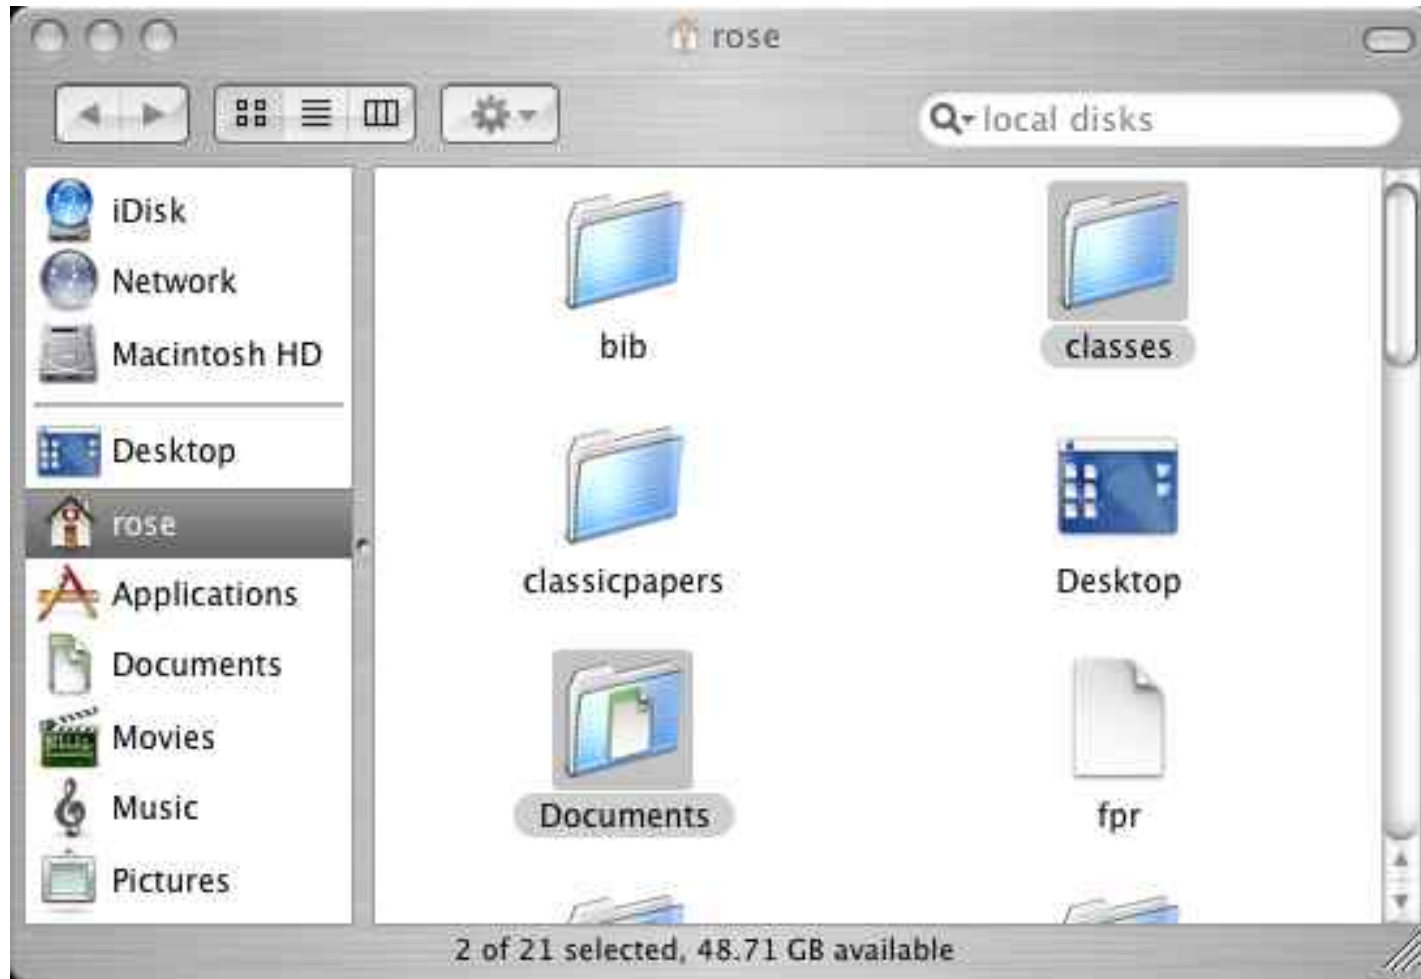 rose
local disks
iDisk
Network
Macintosh HD
Desktop
rose
Applications
Documents
Movies
Music
Pictures
bib
classes
classicpapers
Desktop
Documents
fpr
2 of 21 selected, 48.71 GB available